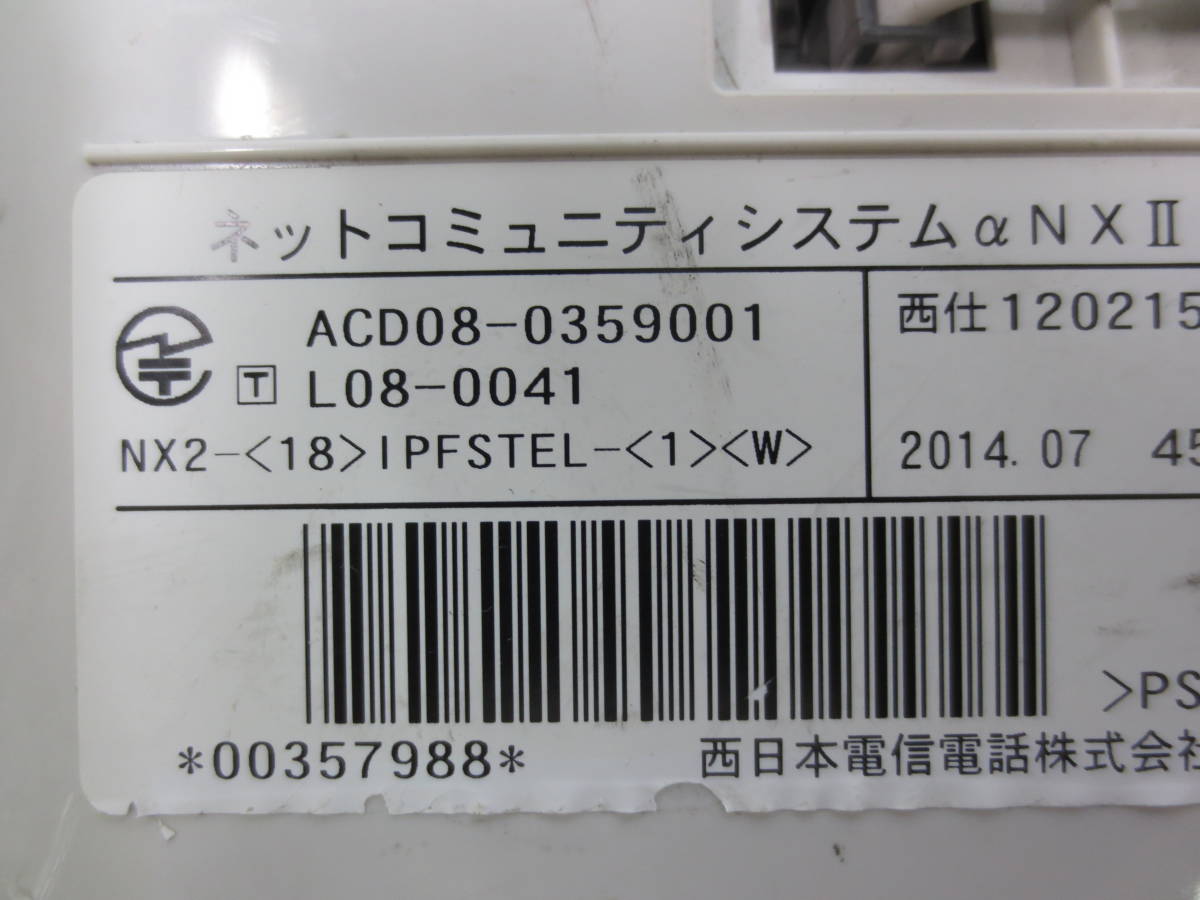 ネットコミュニティシステムαNXⅡ
ACD08-0359001
T L08-0041
NX2-<18>IPFSTEL-<1><W>
西仕120215
2014.07 45
>PS
*00357988*
西日本電信電話株式会社